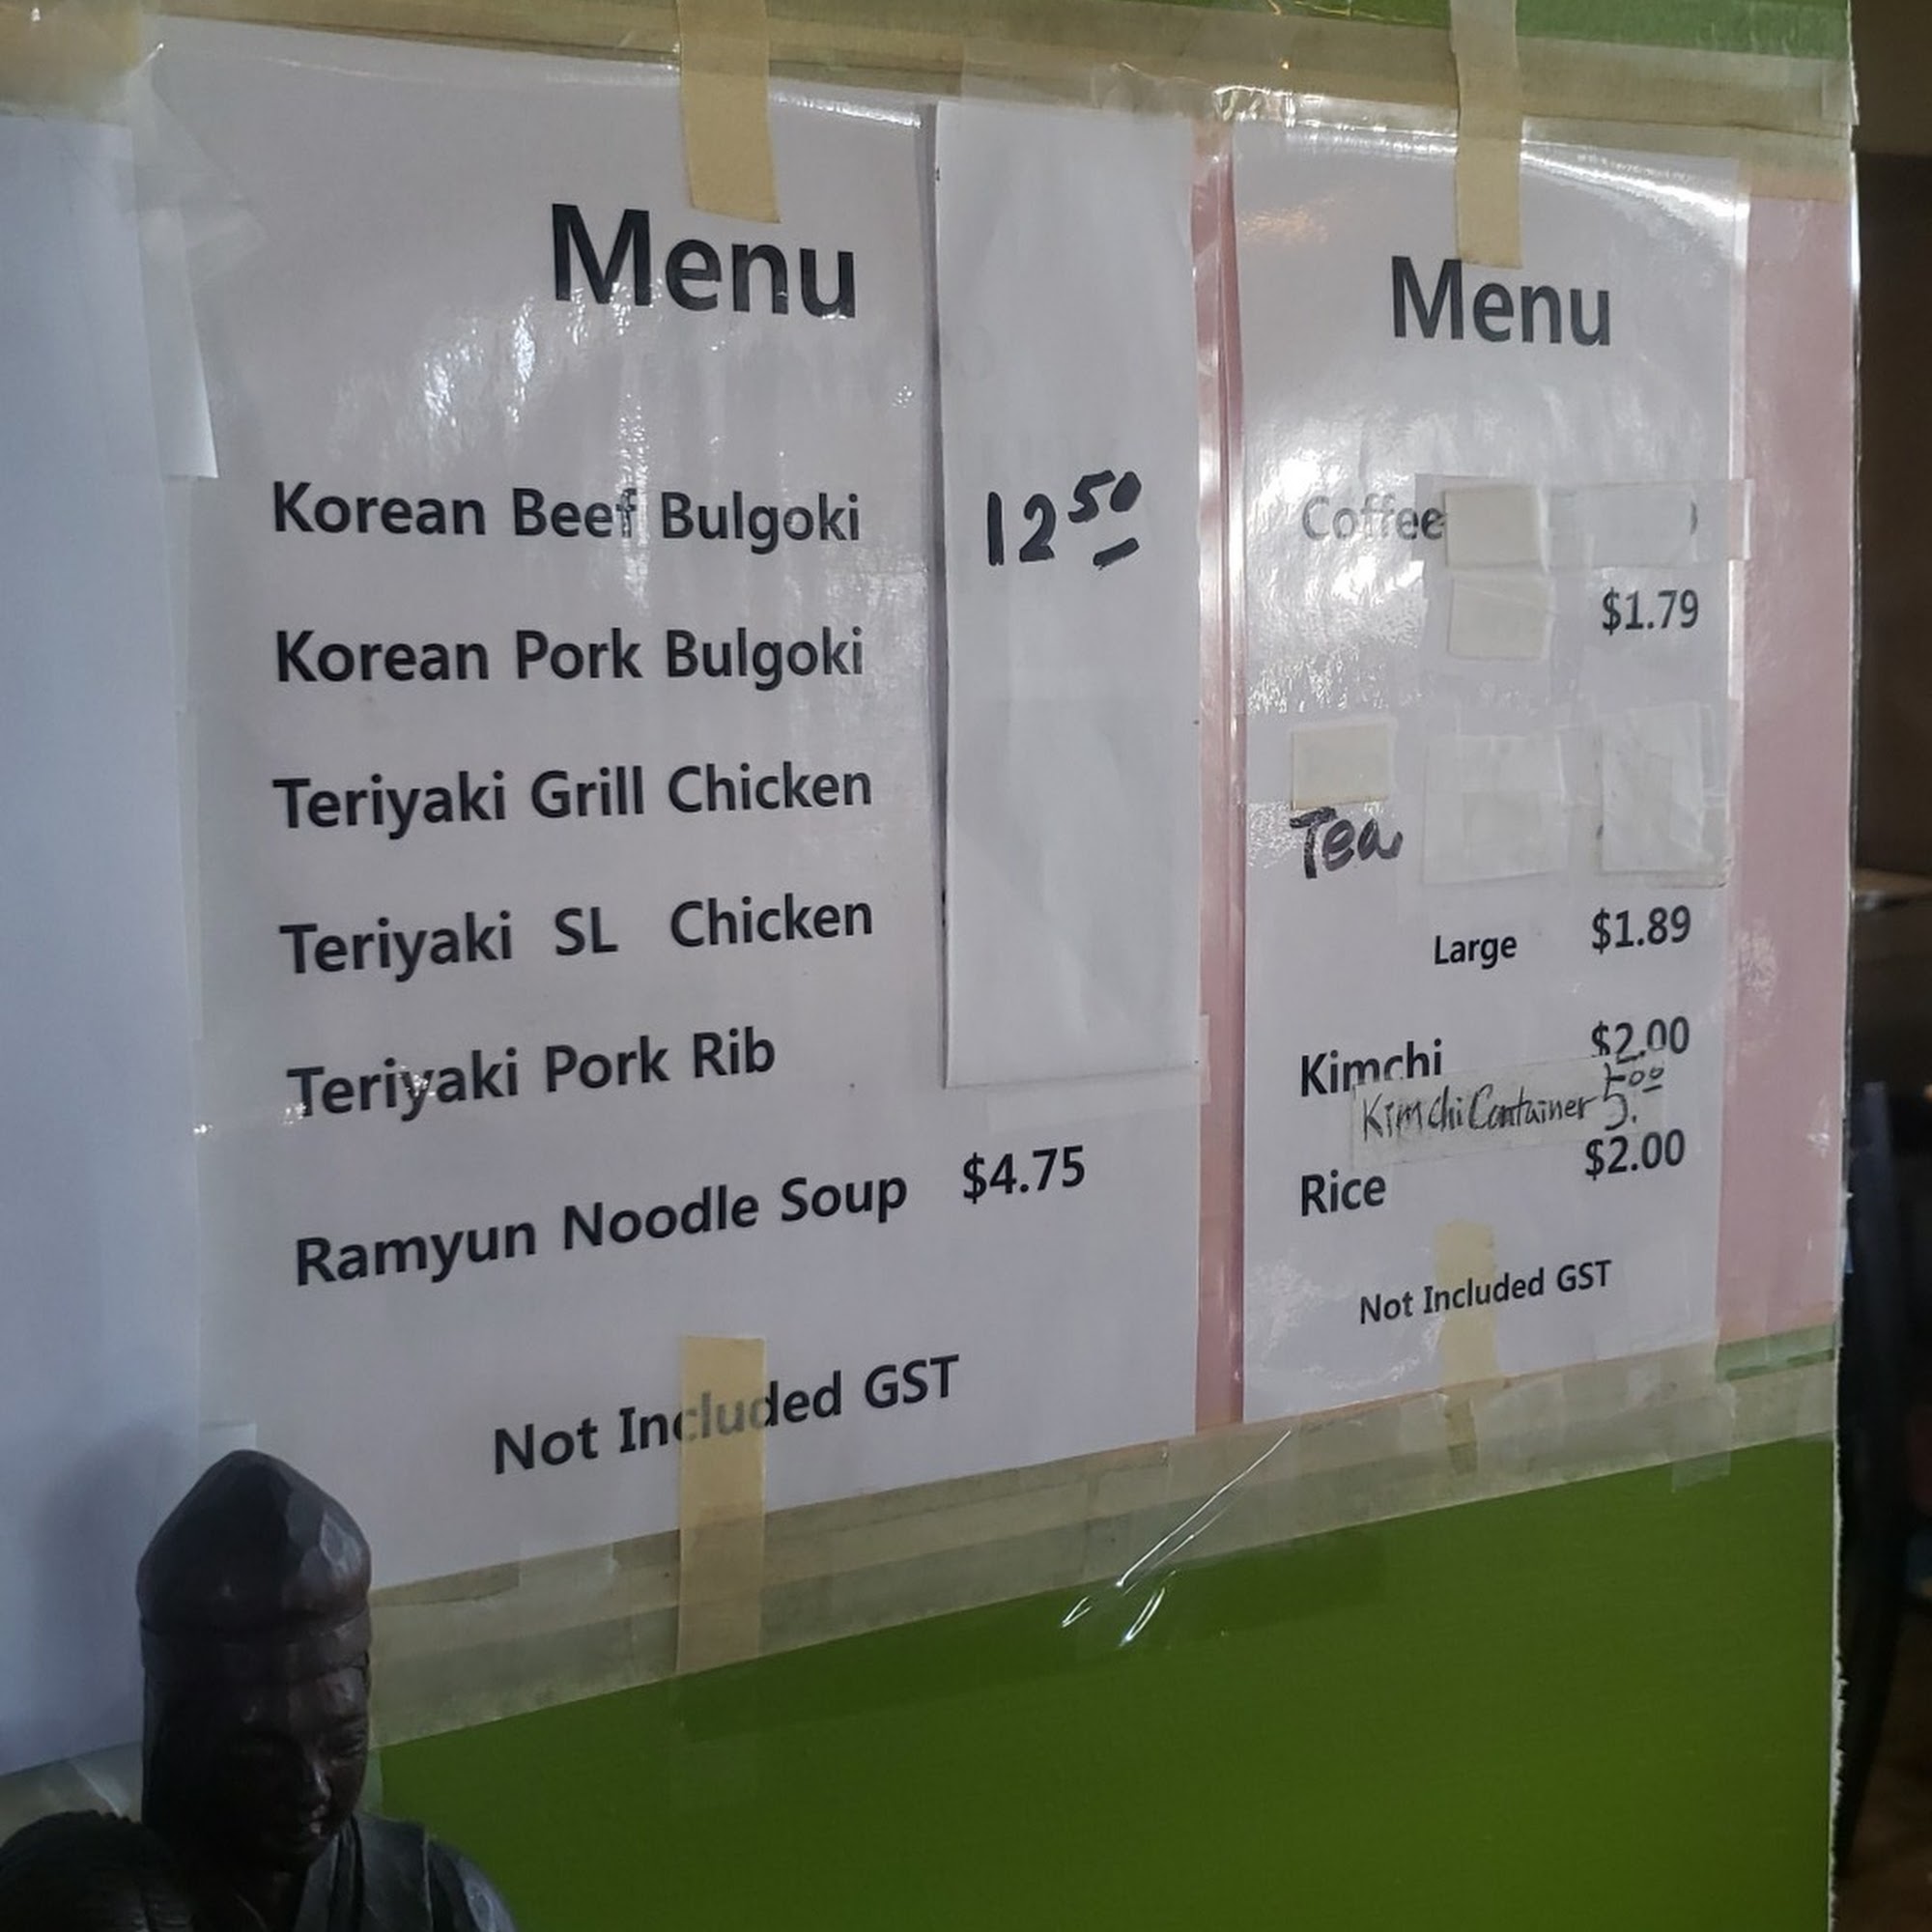 Menu
Korean Beef Bulgoki 12 50
Korean Pork Bulgoki
Teriyaki Grill Chicken
Teriyaki SL Chicken
Teriyaki Pork Rib
Ramyun Noodle Soup $4.75
Not Included GST
Menu
Coffee
$1.79
Tea
Large $1.89
Kimchi $2.00
Kimchi Container 5.00
Rice $2.00
Not Included GST